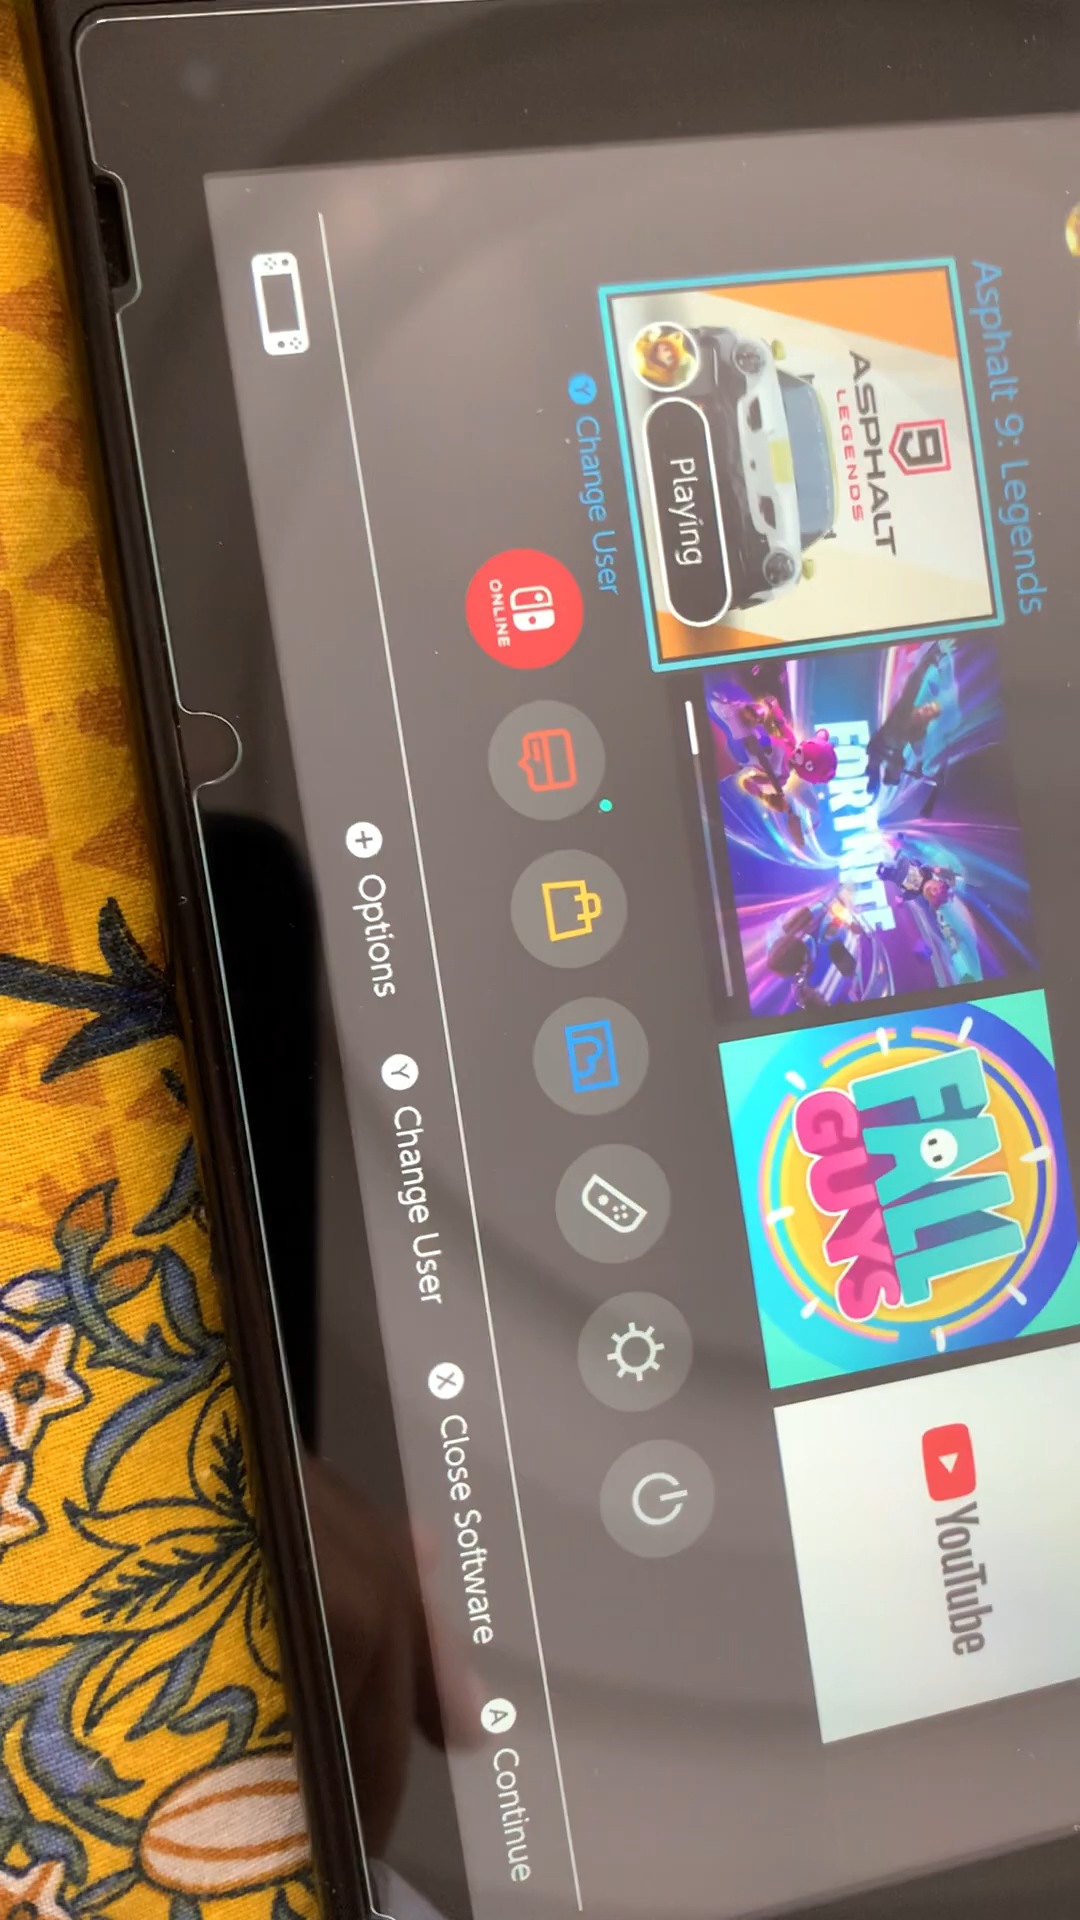 Asphalt 9: Legends
9
ASPHALT
LEGENDS
Playing
FORTNITE
FALL
GUYS
YouTube
Y Change User
ONLINE
+ Options
Y Change User
X Close Software
A Continue